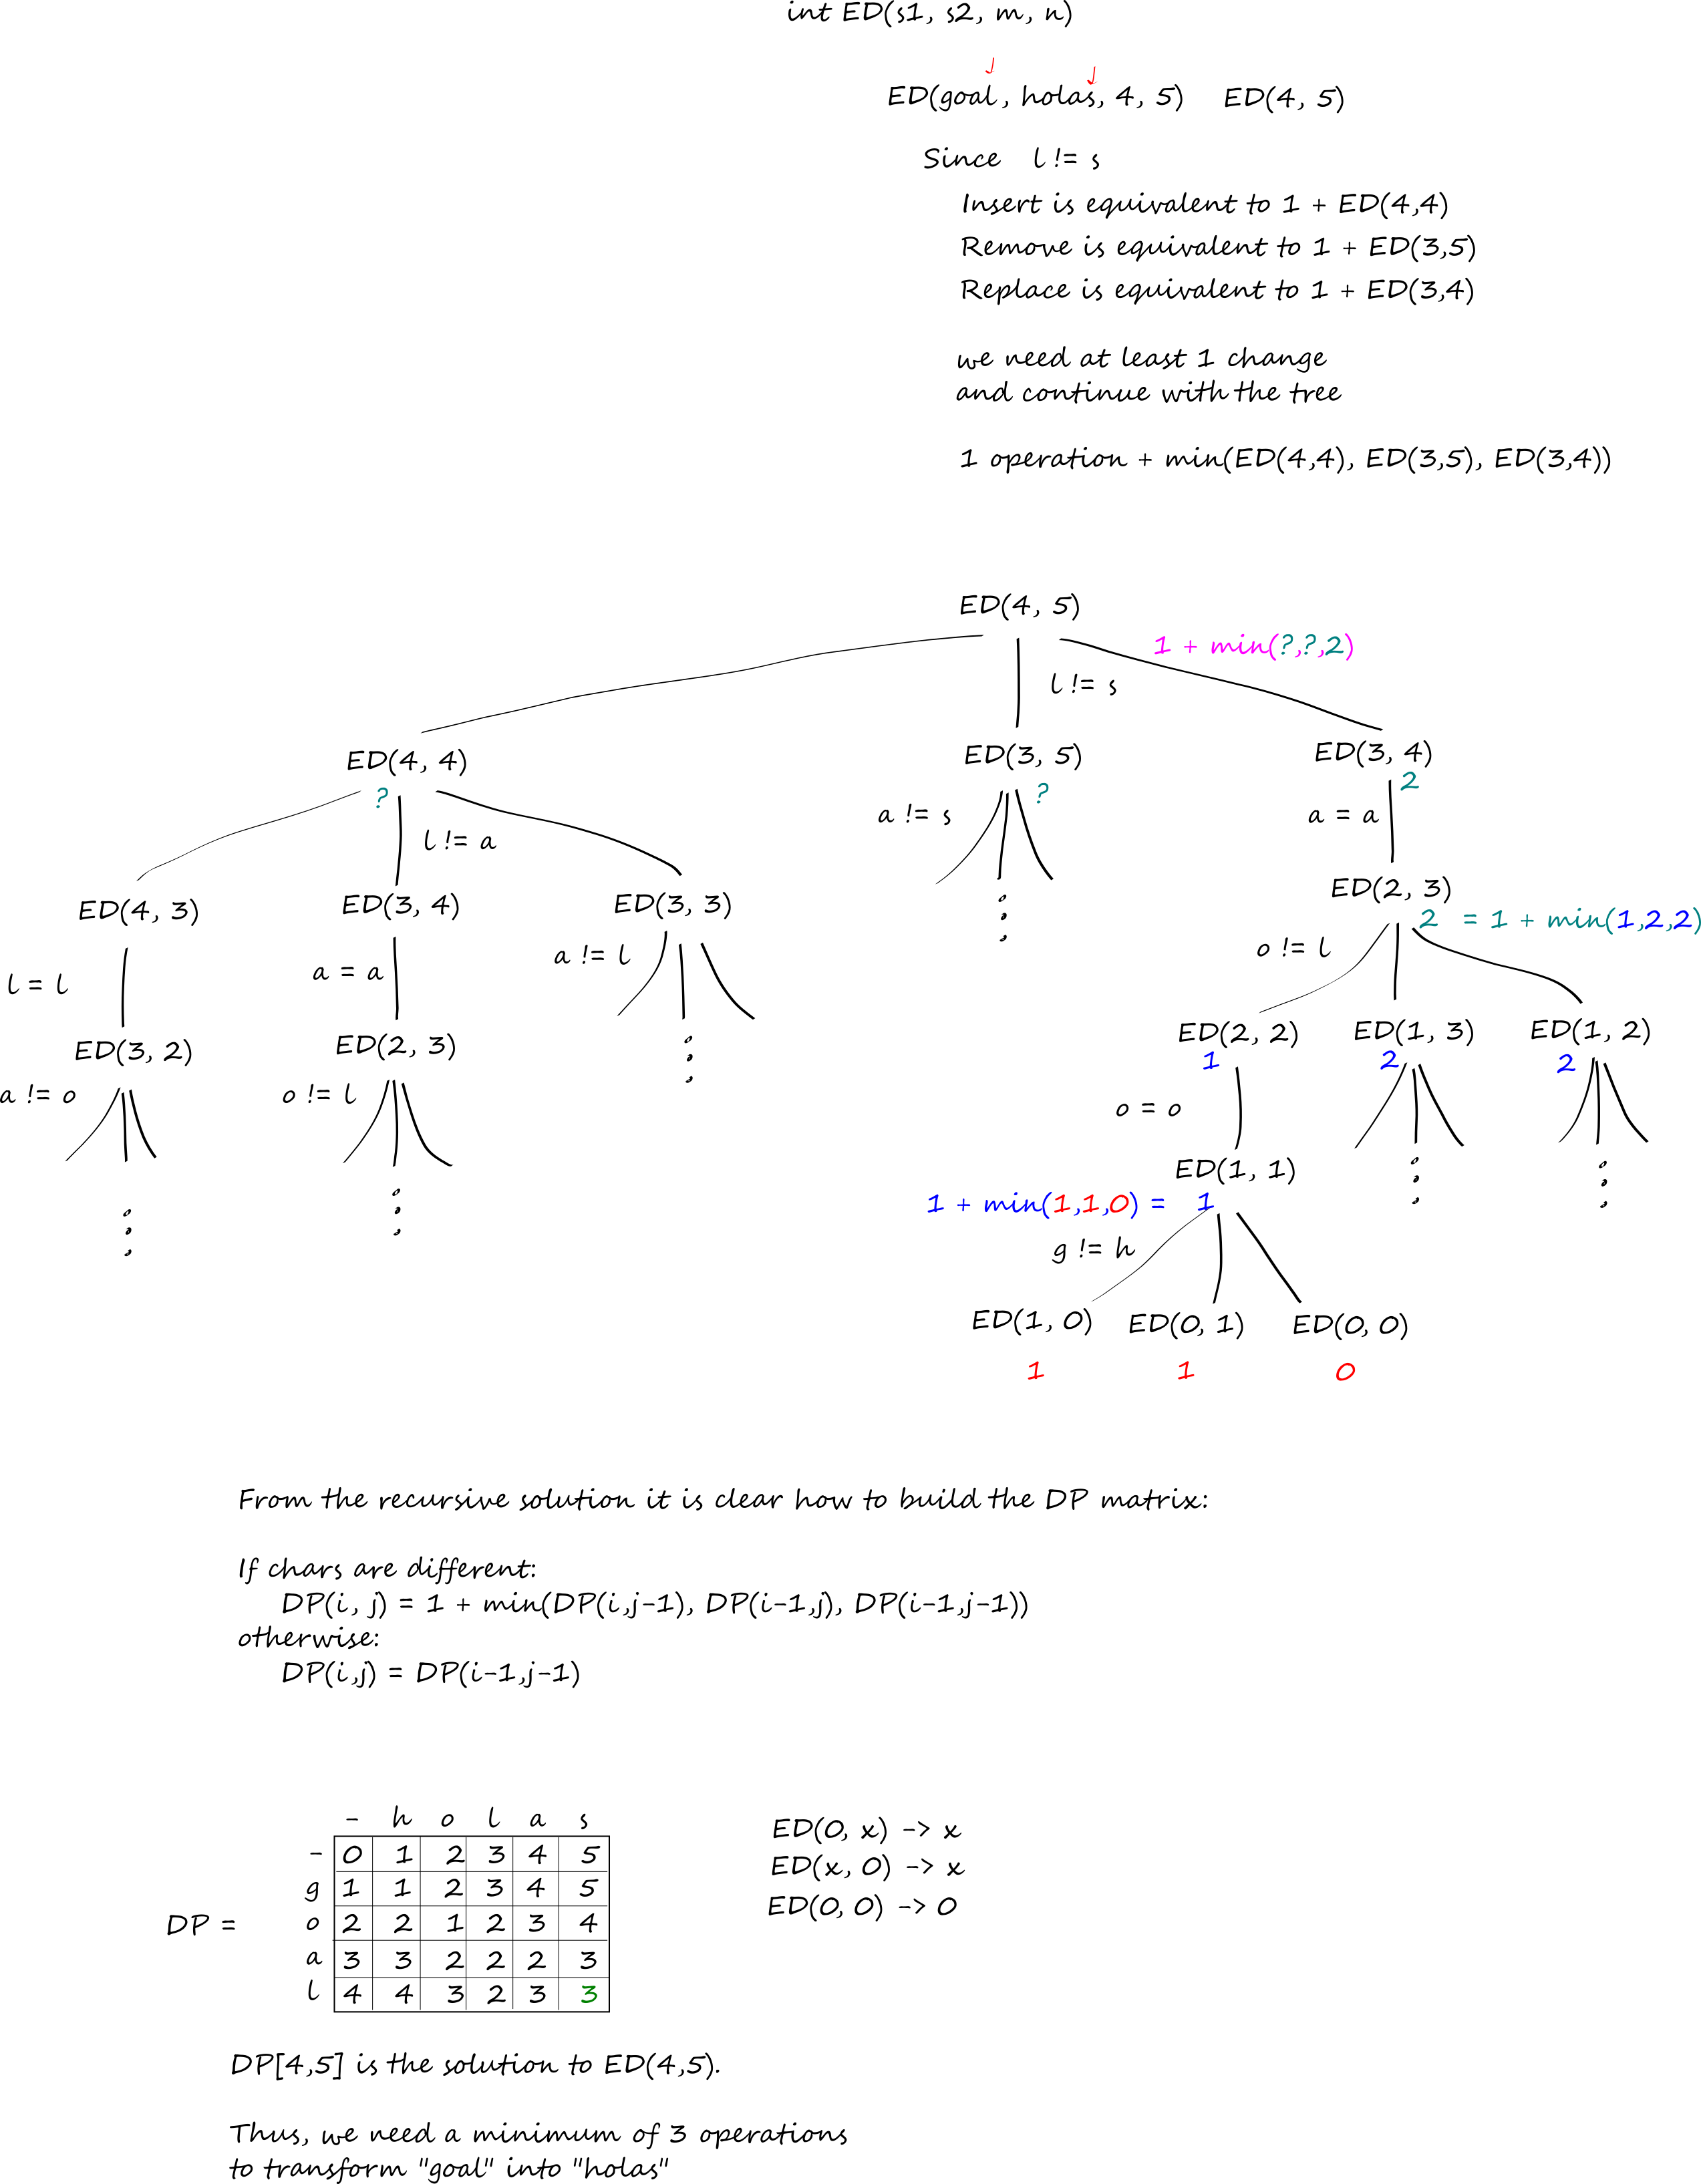 int ED(s1, s2, m, n)
ED(goal, holas, 4, 5) ED(4, 5)
Since l != s
Insert is equivalent to 1 + ED(4,4)
Remove is equivalent to 1 + ED(3,5)
Replace is equivalent to 1 + ED(3,4)
we need at least 1 change
and continue with the tree
1 operation + min(ED(4,4), ED(3,5), ED(3,4))
ED(4, 5)
1 + min(?,?,2)
l != s
ED(4, 4) ED(3, 5) ED(3, 4)
? ? 2
l != a a != s a = a
ED(4, 3) ED(3, 4) ED(3, 3) ED(2, 3)
2 = 1 + min(1,2,2)
l = l a = a a != l o != l
ED(3, 2) ED(2, 3) ED(2, 2) ED(1, 3) ED(1, 2)
1 2 2
a != o o != l o = o
ED(1, 1)
1 + min(1,1,0) = 1
g != h
ED(1, 0) ED(0, 1) ED(0, 0)
1 1 0
From the recursive solution it is clear how to build the DP matrix:
If chars are different:
DP(i, j) = 1 + min(DP(i,j-1), DP(i-1,j), DP(i-1,j-1))
otherwise:
DP(i,j) = DP(i-1,j-1)
- h o l a s
- 0 1 2 3 4 5
g 1 1 2 3 4 5
DP = o 2 2 1 2 3 4
a 3 3 2 2 2 3
l 4 4 3 2 3 3
ED(0, x) -> x
ED(x, 0) -> x
ED(0, 0) -> 0
DP[4,5] is the solution to ED(4,5).
Thus, we need a minimum of 3 operations
to transform "goal" into "holas"